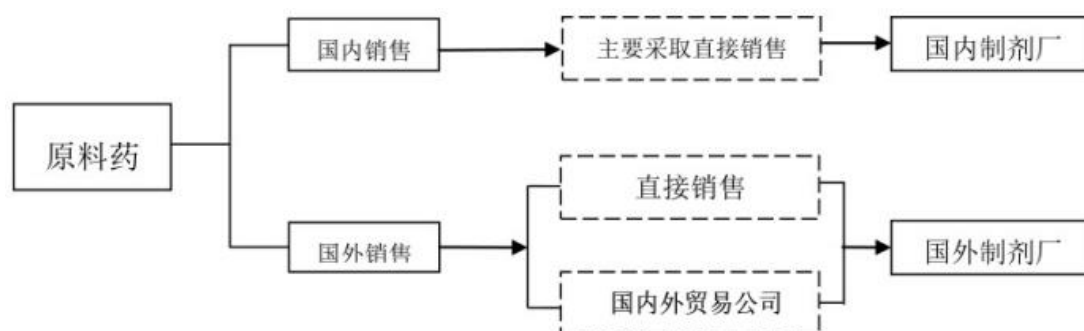 国内销售
主要采取直接销售
国内制剂厂
原料药
直接销售
国外销售
国外制剂厂
国内外贸易公司